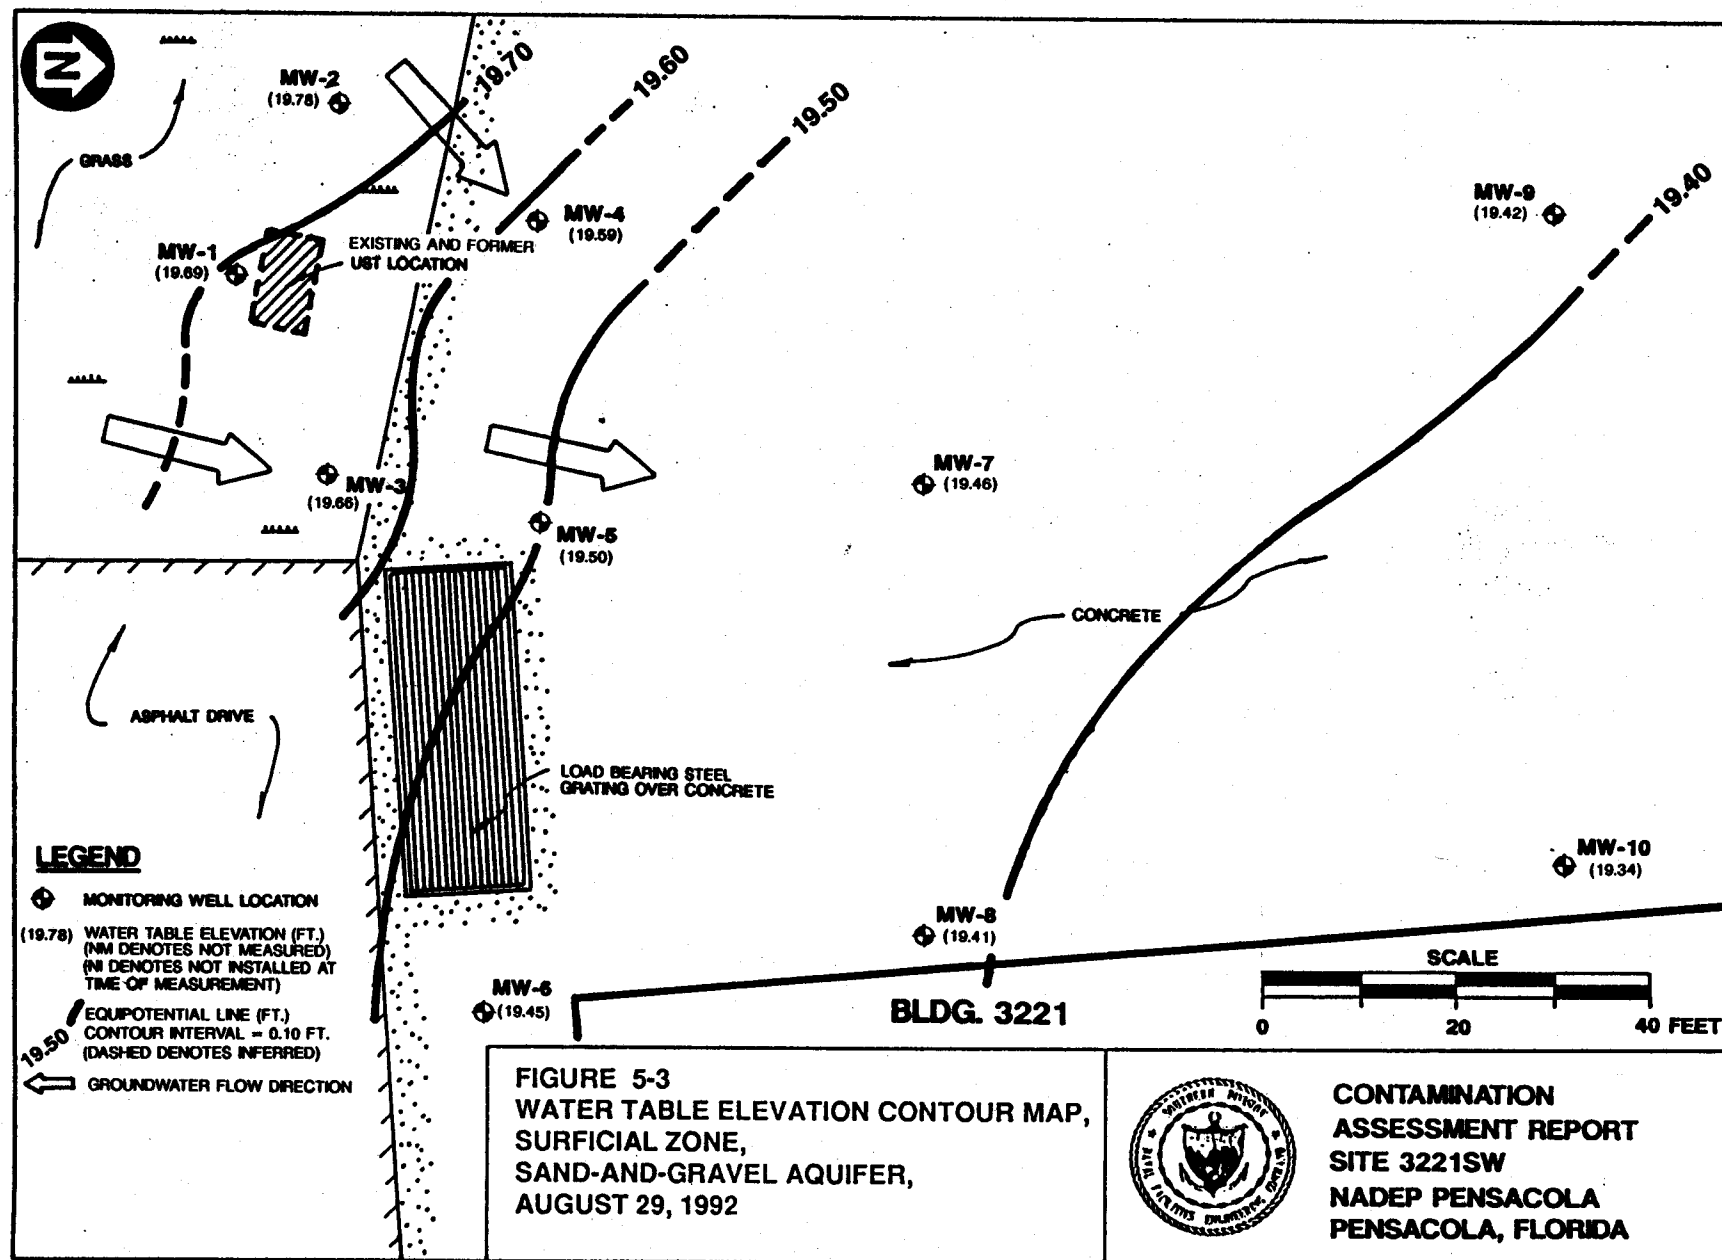 N
MW-2
(19.78)
19.70
19.60
19.50
GRASS
MW-1
(19.69)
EXISTING AND FORMER
UST LOCATION
MW-4
(19.59)
MW-9
(19.42)
19.40
MW-3
(19.66)
MW-7
(19.46)
MW-5
(19.50)
CONCRETE
ASPHALT DRIVE
LOAD BEARING STEEL
GRATING OVER CONCRETE
MW-10
(19.34)
MW-8
(19.41)
MW-6
(19.45)
BLDG. 3221
SCALE
0 20 40 FEET
LEGEND
MONITORING WELL LOCATION
(19.78) WATER TABLE ELEVATION (FT.)
(NM DENOTES NOT MEASURED)
(NI DENOTES NOT INSTALLED AT
TIME OF MEASUREMENT)
19.50 EQUIPOTENTIAL LINE (FT.)
CONTOUR INTERVAL = 0.10 FT.
(DASHED DENOTES INFERRED)
GROUNDWATER FLOW DIRECTION
FIGURE 5-3
WATER TABLE ELEVATION CONTOUR MAP,
SURFICIAL ZONE,
SAND-AND-GRAVEL AQUIFER,
AUGUST 29, 1992
SOUTHERN DIVISION
NAVAL FACILITIES ENGINEERING
CONTAMINATION
ASSESSMENT REPORT
SITE 3221SW
NADEP PENSACOLA
PENSACOLA, FLORIDA